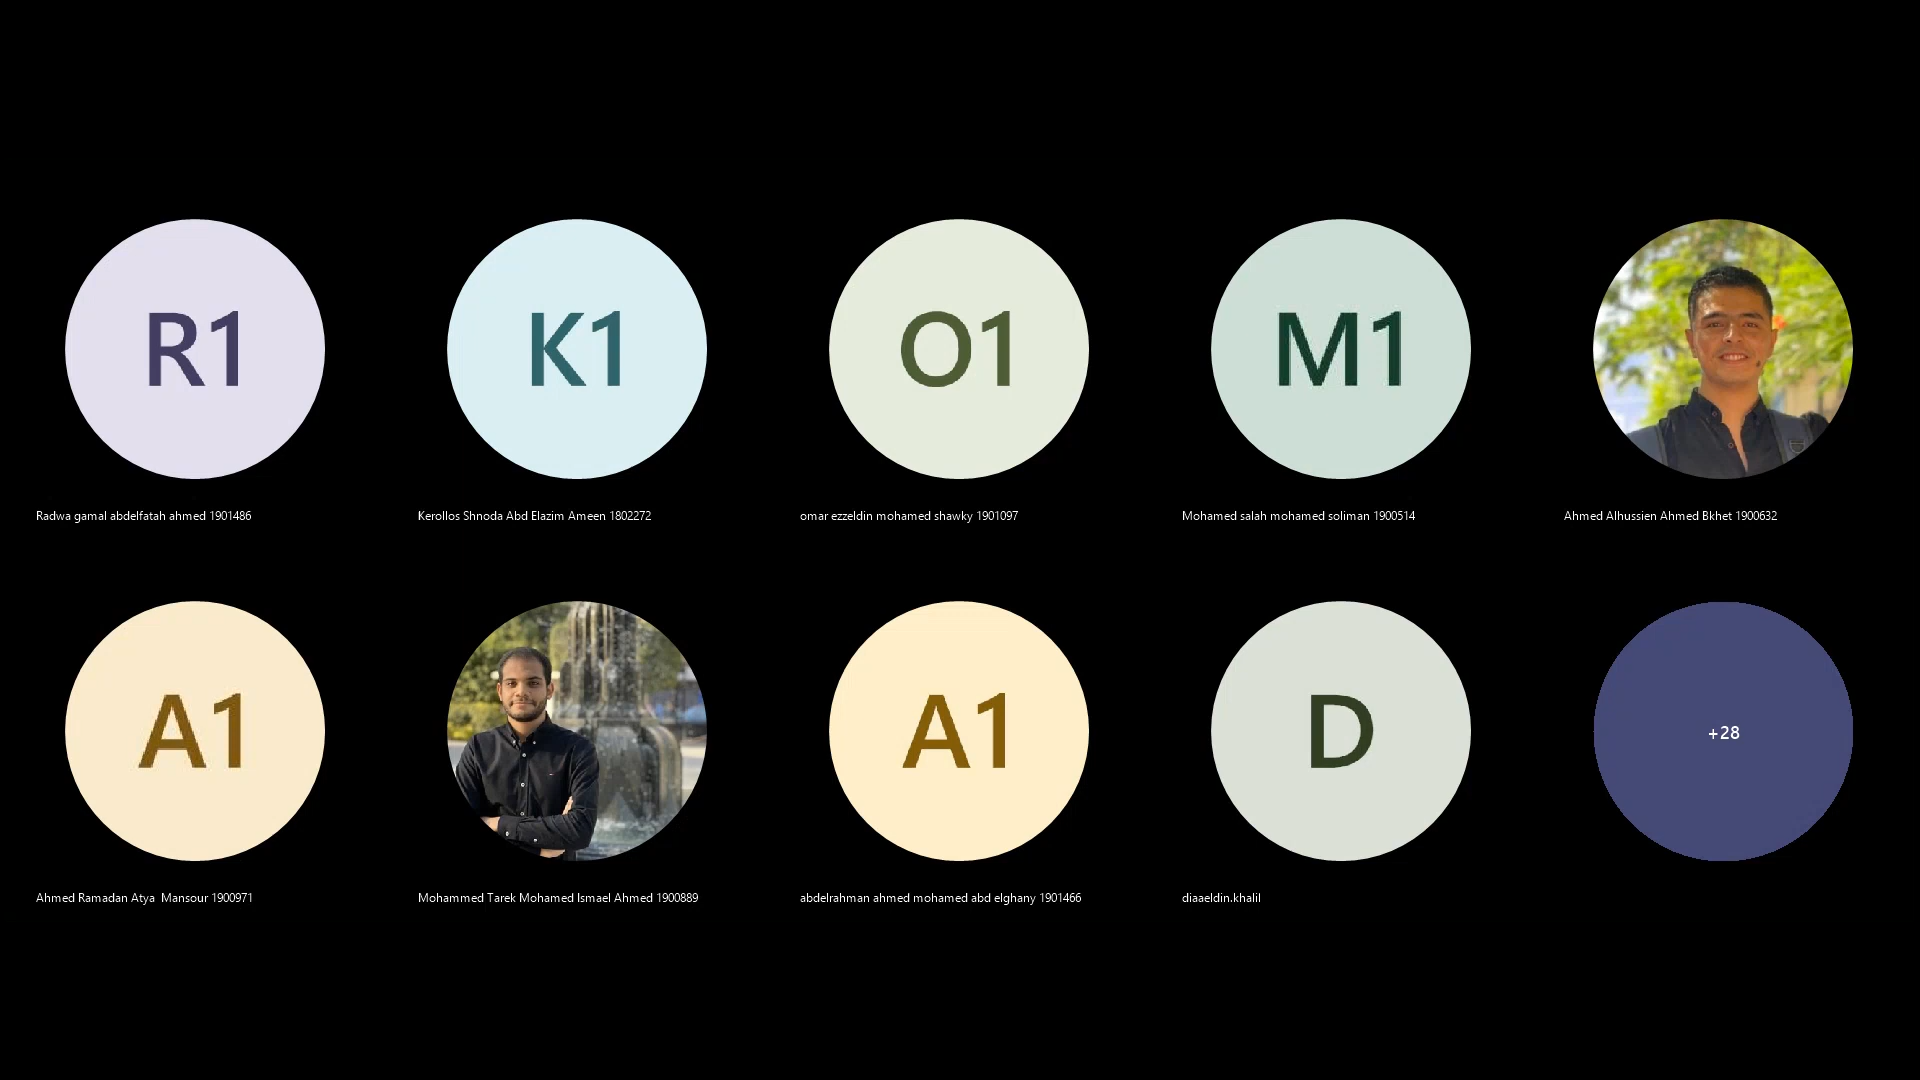 R1
K1
O1
M1
Radwa gamal abdelfatah ahmed 1901486
Kerollos Shnoda Abd Elazim Ameen 1802272
omar ezzeldin mohamed shawky 1901097
Mohamed salah mohamed soliman 1900514
Ahmed Alhussien Ahmed Bkhet 1900632
A1
A1
D
+28
Ahmed Ramadan Atya  Mansour 1900971
Mohammed Tarek Mohamed Ismael Ahmed 1900889
abdelrahman ahmed mohamed abd elghany 1901466
diaaeldin.khalil